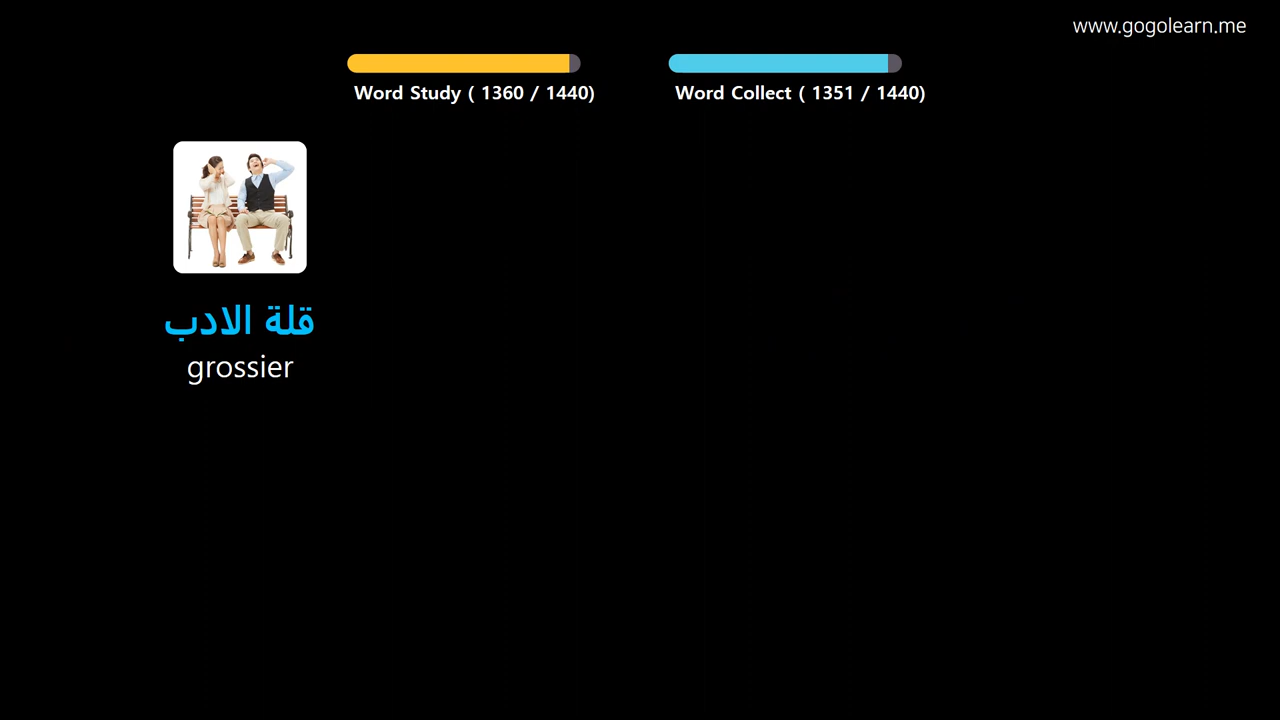 www.gogolearn.me
Word Study ( 1360 / 1440)
Word Collect ( 1351 / 1440)
قلة الادب
grossier